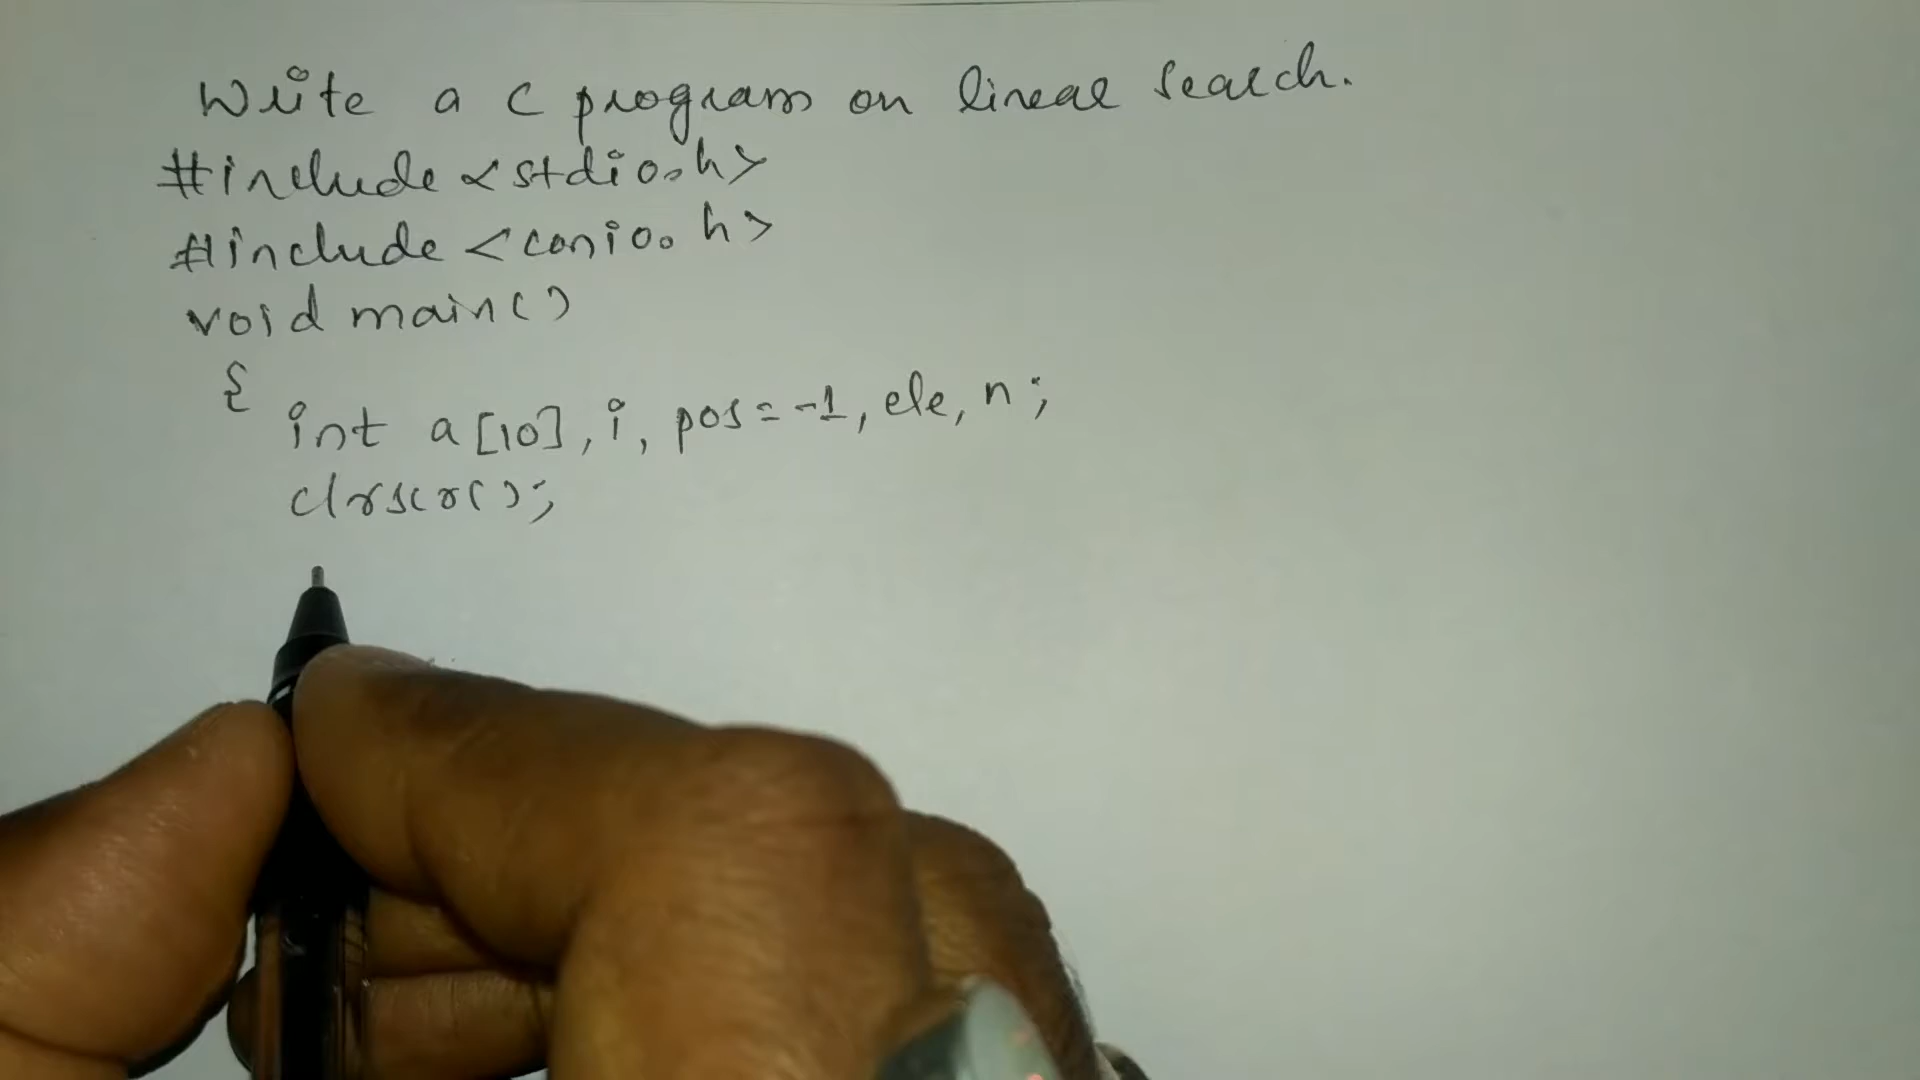 Write a C program on linear search.
#include <stdio.h>
#include <conio.h>
void main()
{
int a[10], i, pos=-1, ele, n;
clrscr();